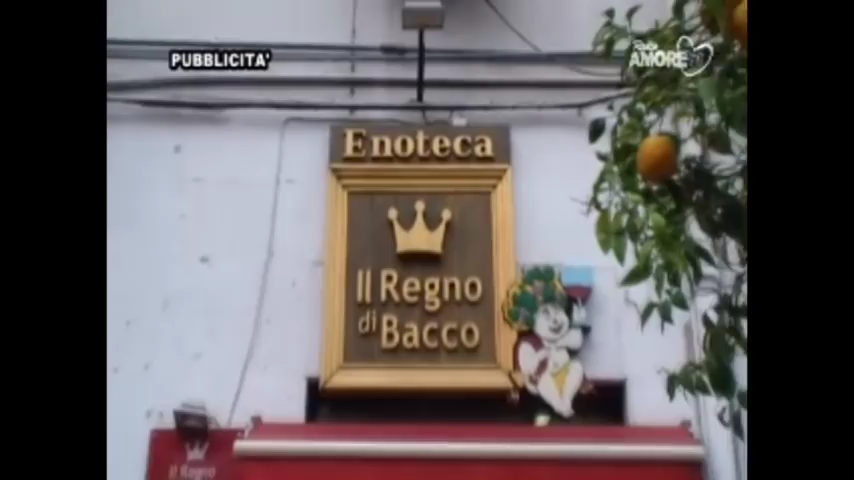 PUBBLICITA'
Radio
AMORE
Enoteca
Il Regno
di Bacco
Il Regno